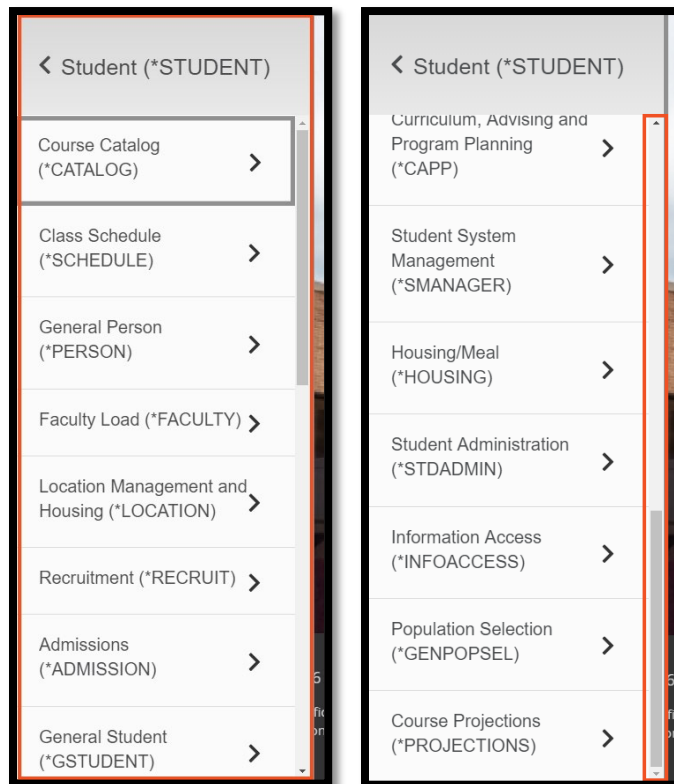 Student (*STUDENT)
Course Catalog
(*CATALOG)
Class Schedule
(*SCHEDULE)
General Person
(*PERSON)
Faculty Load (*FACULTY)
Location Management and
Housing (*LOCATION)
Recruitment (*RECRUIT)
Admissions
(*ADMISSION)
General Student
(*GSTUDENT)
Student (*STUDENT)
Curriculum, Advising and
Program Planning
(*CAPP)
Student System
Management
(*SMANAGER)
Housing/Meal
(*HOUSING)
Student Administration
(*STDADMIN)
Information Access
(*INFOACCESS)
Population Selection
(*GENPOPSEL)
Course Projections
(*PROJECTIONS)